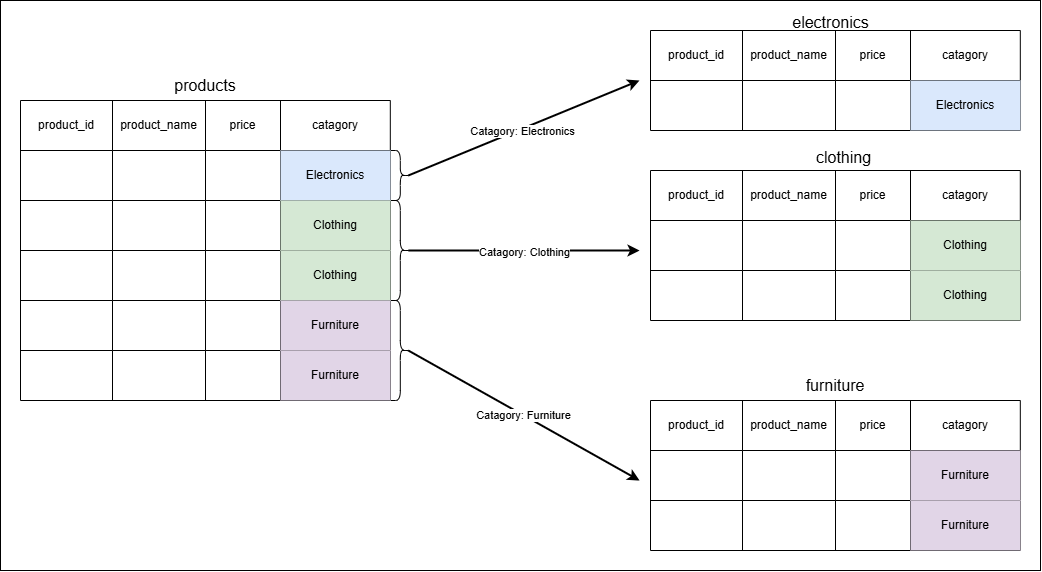 products
product_id product_name price catagory
Electronics
Clothing
Clothing
Furniture
Furniture
Catagory: Electronics
Catagory: Clothing
Catagory: Furniture
electronics
product_id product_name price catagory
Electronics
clothing
product_id product_name price catagory
Clothing
Clothing
furniture
product_id product_name price catagory
Furniture
Furniture